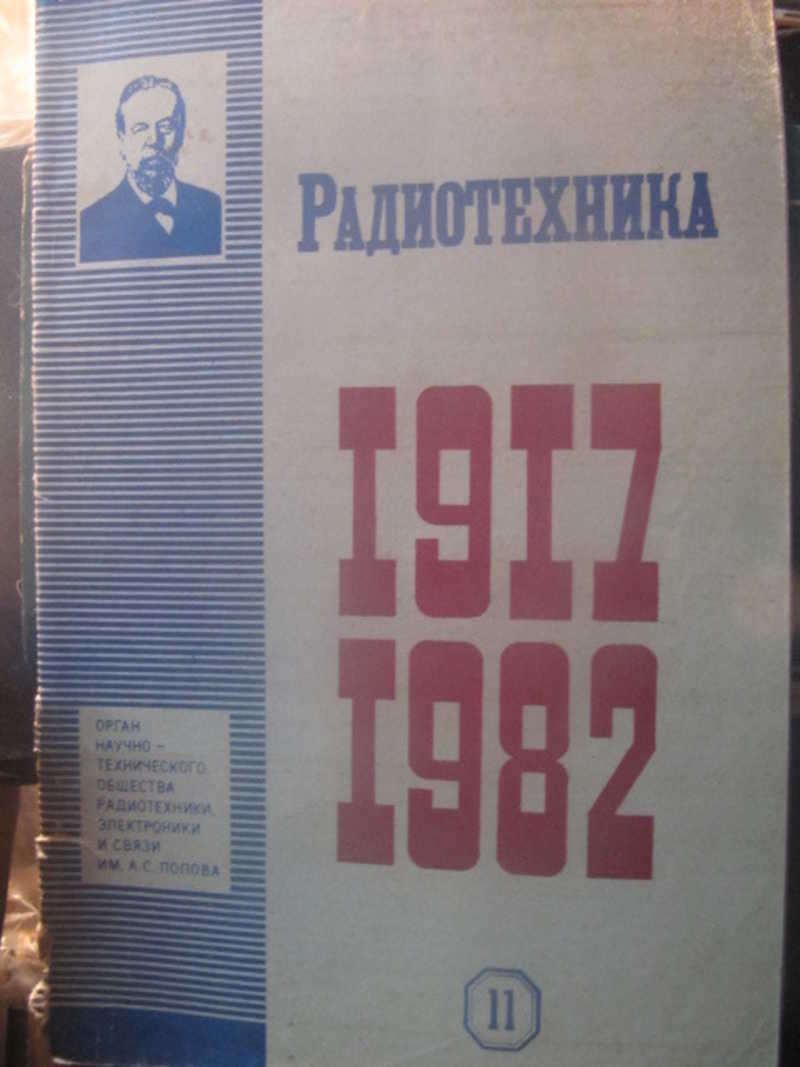 РАДИОТЕХНИКА
1917
1982
ОРГАН
НАУЧНО –
ТЕХНИЧЕСКОГО
ОБЩЕСТВА
РАДИОТЕХНИКИ,
ЭЛЕКТРОНИКИ
И СВЯЗИ
ИМ. А.С. ПОПОВА
11